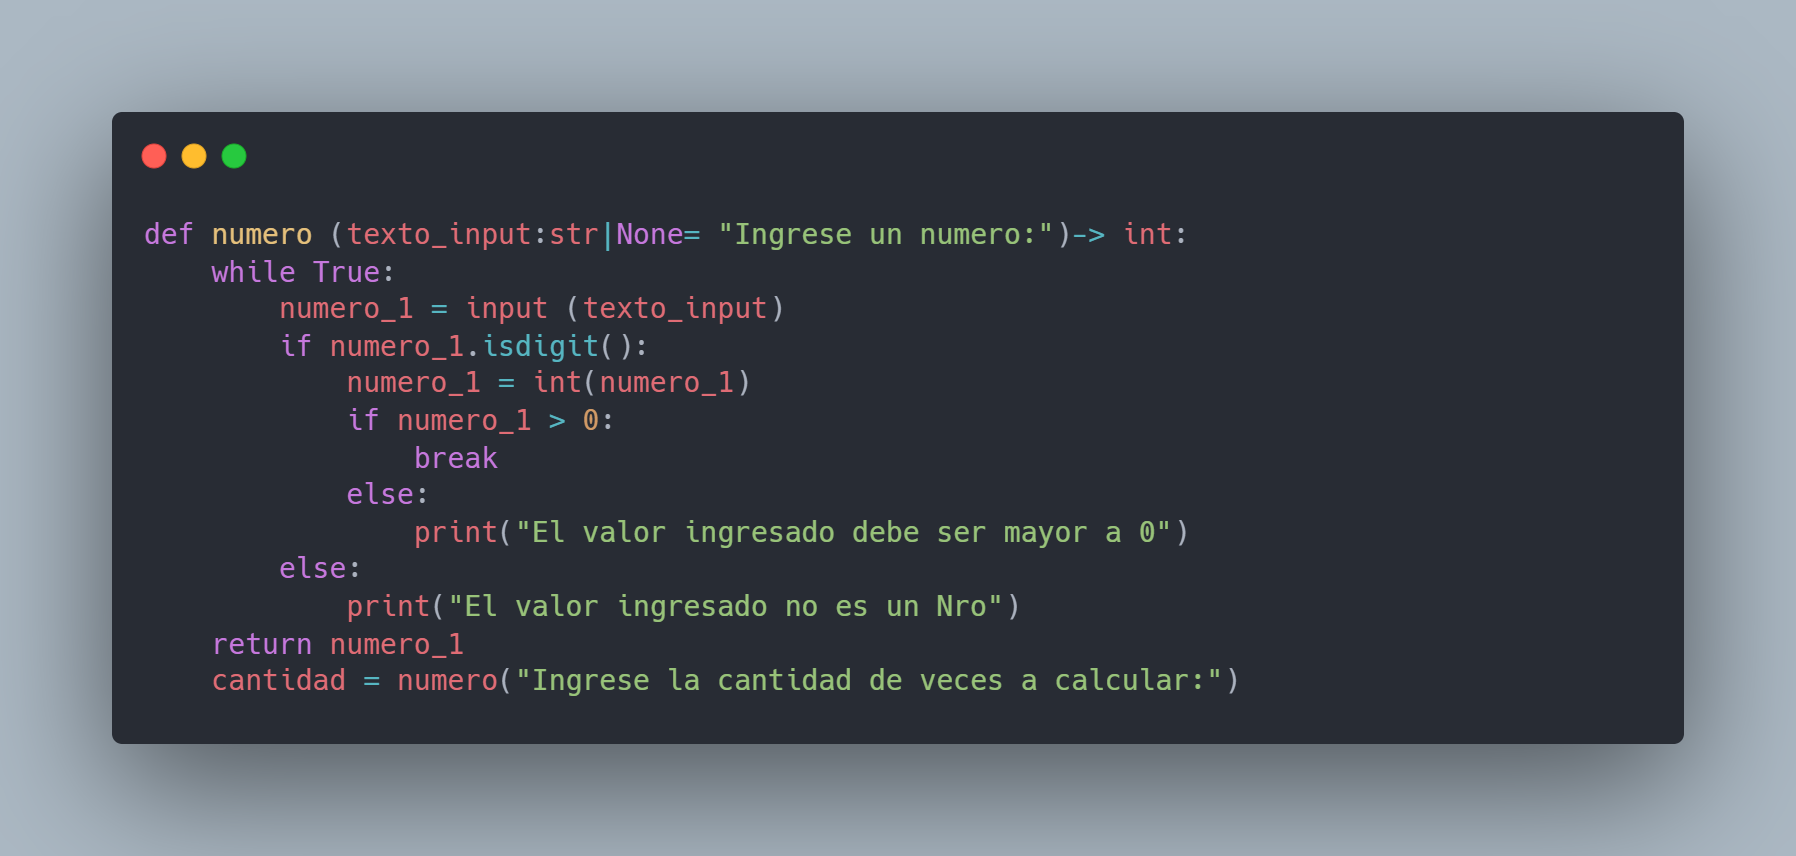 def numero (texto_input:str|None= "Ingrese un numero:")-> int:
    while True:
        numero_1 = input (texto_input)
        if numero_1.isdigit():
            numero_1 = int(numero_1)
            if numero_1 > 0:
                break
            else:
                print("El valor ingresado debe ser mayor a 0")
        else:
            print("El valor ingresado no es un Nro")
    return numero_1
    cantidad = numero("Ingrese la cantidad de veces a calcular:")